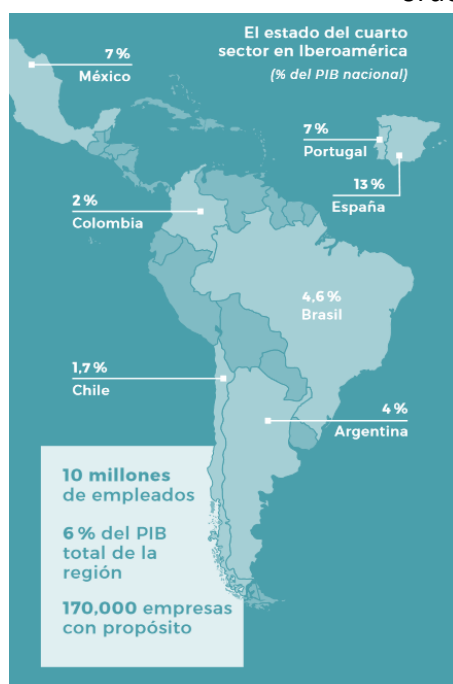 El estado del cuarto
sector en Iberoamérica
(% del PIB nacional)
7 %
México
7 %
Portugal
13 %
España
2 %
Colombia
4,6 %
Brasil
1,7 %
Chile
4 %
Argentina
10 millones
de empleados
6 % del PIB
total de la
región
170,000 empresas
con propósito